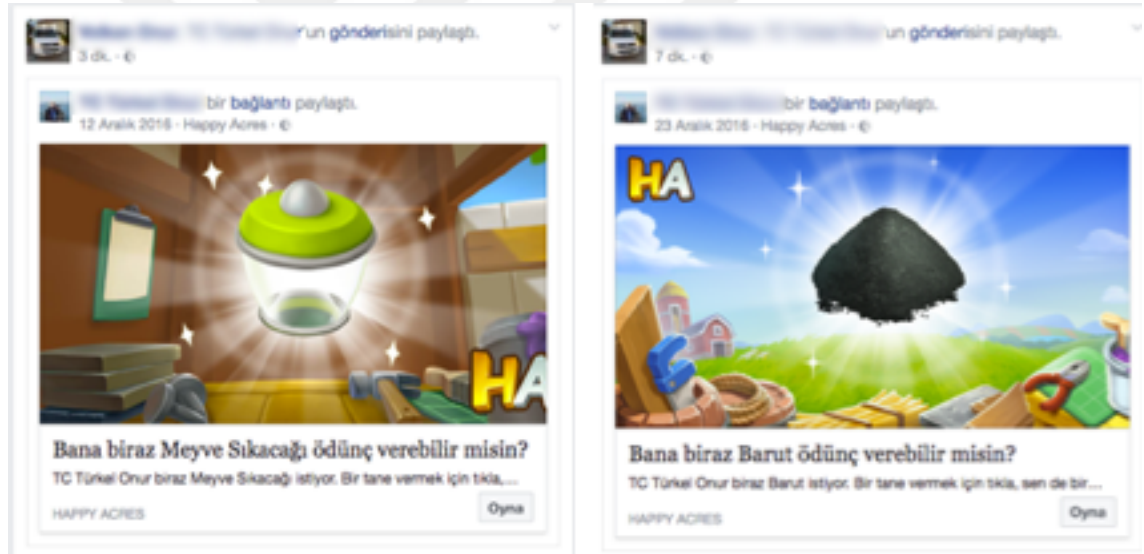 'un gönderisini paylaştı.
3 dk.
bir bağlantı paylaştı.
12 Aralık 2016 · Happy Acres
HA
Bana biraz Meyve Sıkacağı ödünç verebilir misin?
TC Türkel Onur biraz Meyve Sıkacağı istiyor. Bir tane vermek için tıkla,....
HAPPY ACRES
Oyna
un gönderisini paylaştı.
7 dk.
bir bağlantı paylaştı.
23 Aralık 2016 · Happy Acres
HA
Bana biraz Barut ödünç verebilir misin?
TC Türkel Onur biraz Barut istiyor. Bir tane vermek için tıkla, sen de bir...
HAPPY ACRES
Oyna